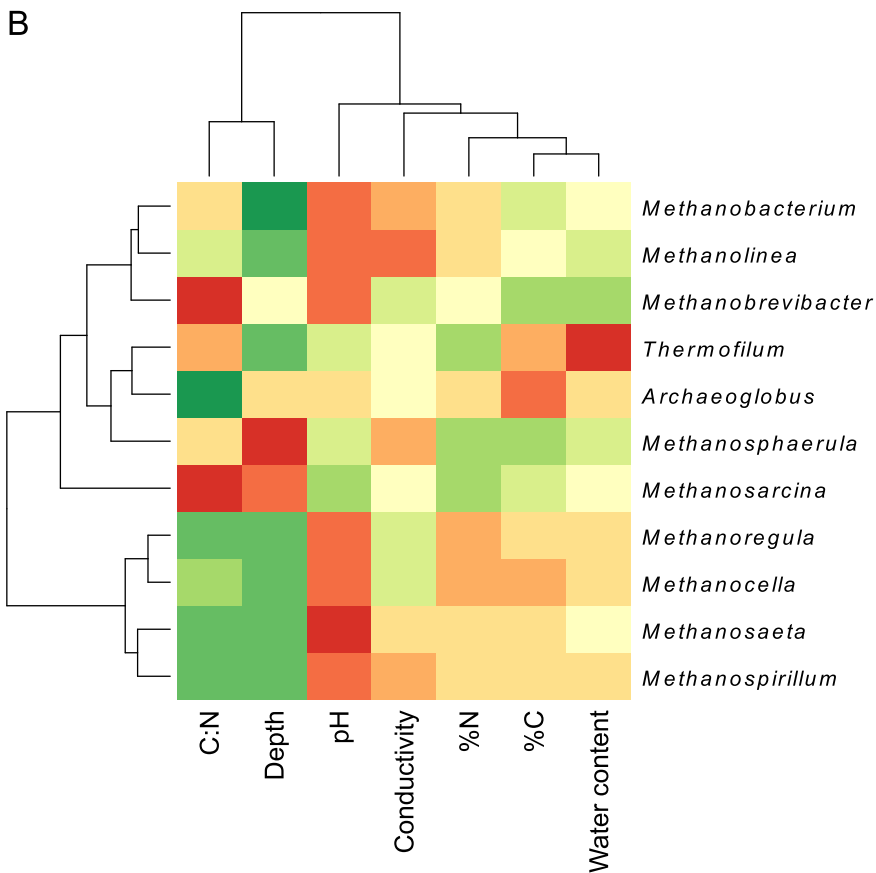 B
Methanobacterium
Methanolinea
Methanobrevibacter
Thermofilum
Archaeoglobus
Methanosphaerula
Methanosarcina
Methanoregula
Methanocella
Methanosaeta
Methanospirillum
C:N
Depth
pH
Conductivity
%N
%C
Water content